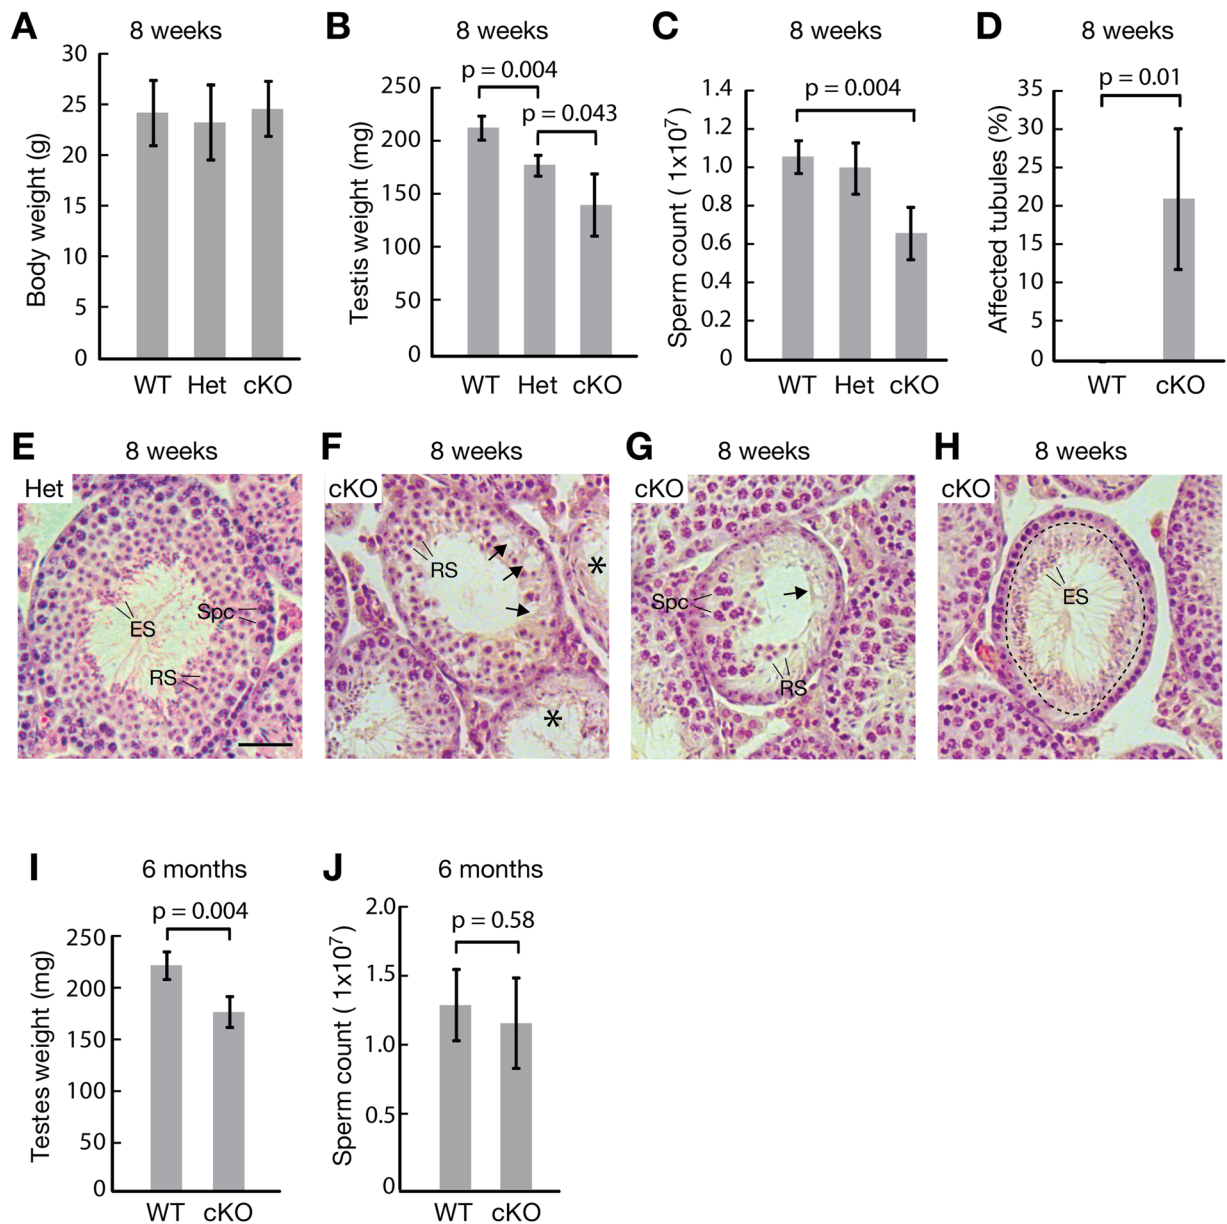 A
8 weeks
Body weight (g)
30
25
20
15
10
5
0
WT Het cKO
B
8 weeks
Testis weight (mg)
p = 0.004
p = 0.043
250
200
150
100
50
0
WT Het cKO
C
8 weeks
Sperm count ( 1x10⁷)
p = 0.004
1.4
1.2
1.0
0.8
0.6
0.4
0.2
0
WT Het cKO
D
8 weeks
Affected tubules (%)
p = 0.01
35
30
25
20
15
10
5
0
WT cKO
E
8 weeks
Het
ES
Spc
RS
F
8 weeks
cKO
RS
*
*
G
8 weeks
cKO
Spc
RS
H
8 weeks
cKO
ES
I
6 months
Testes weight (mg)
p = 0.004
250
200
150
100
50
0
WT cKO
J
6 months
Sperm count ( 1x10⁷)
p = 0.58
2.0
1.5
1.0
0.5
0
WT cKO